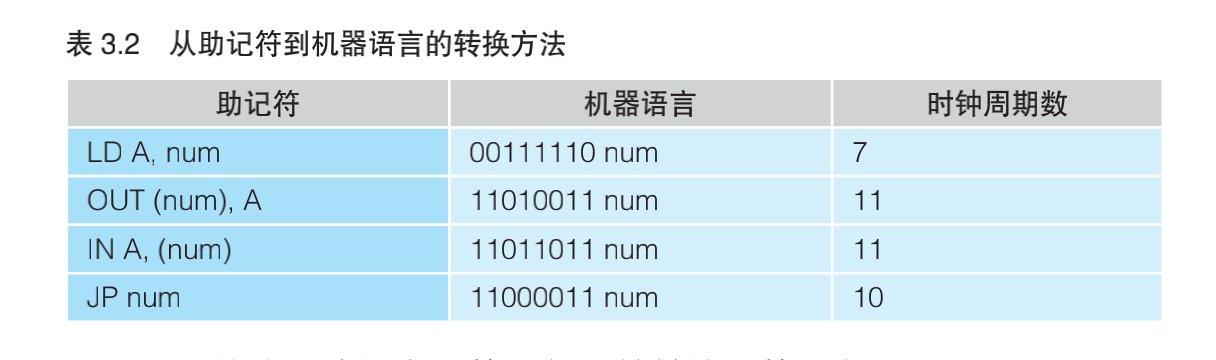 表 3.2 从助记符到机器语言的转换方法
助记符 机器语言 时钟周期数
LD A, num 00111110 num 7
OUT (num), A 11010011 num 11
IN A, (num) 11011011 num 11
JP num 11000011 num 10